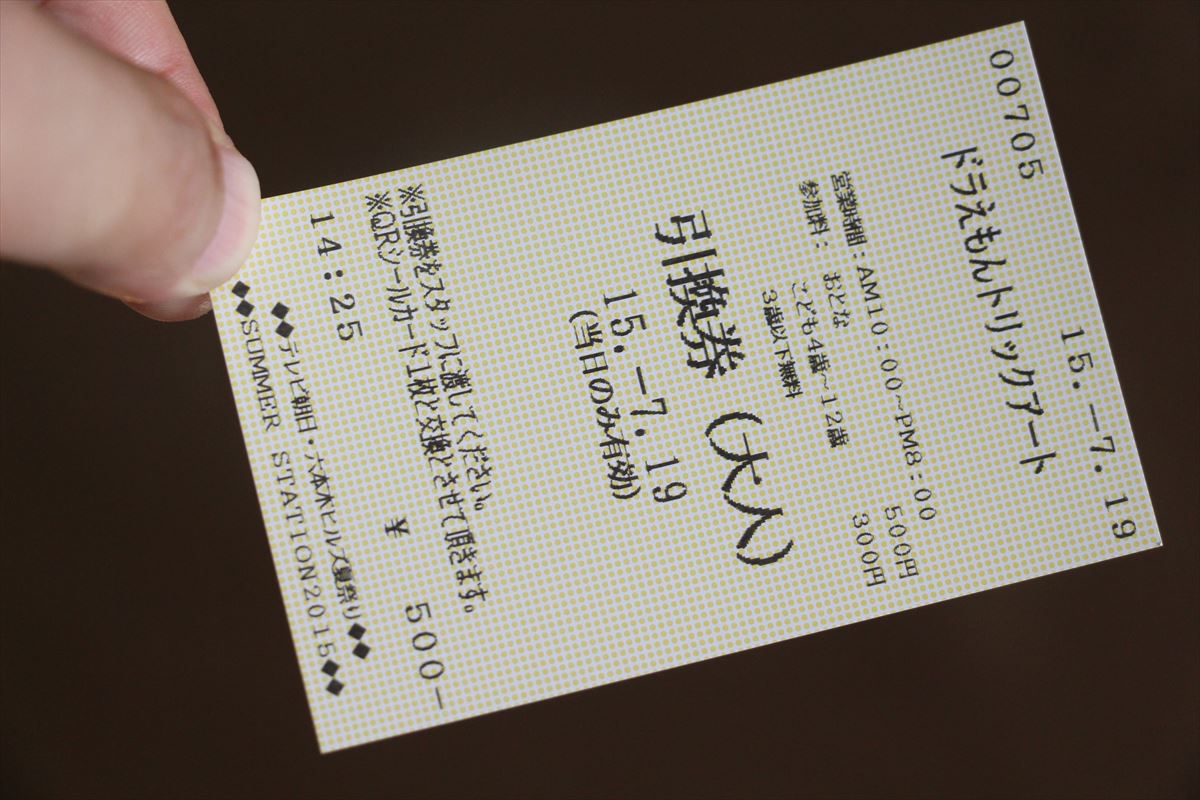 00705 15.-7.19
ドラえもんトリックアート
営業時間:AM10:00~PM8:00
参加料: おとな 500円
こども4歳~12歳 300円
3歳以下無料
引換券 (大人)
15.-7.19
(当日のみ有効)
※引換券をスタッフに渡してください。
※QRシールカード1枚と交換とさせて頂きます。
14:25 ¥ 500-
◆◆テレビ朝日・六本木ヒルズ夏祭り◆◆
◆◆SUMMER STATION2015◆◆